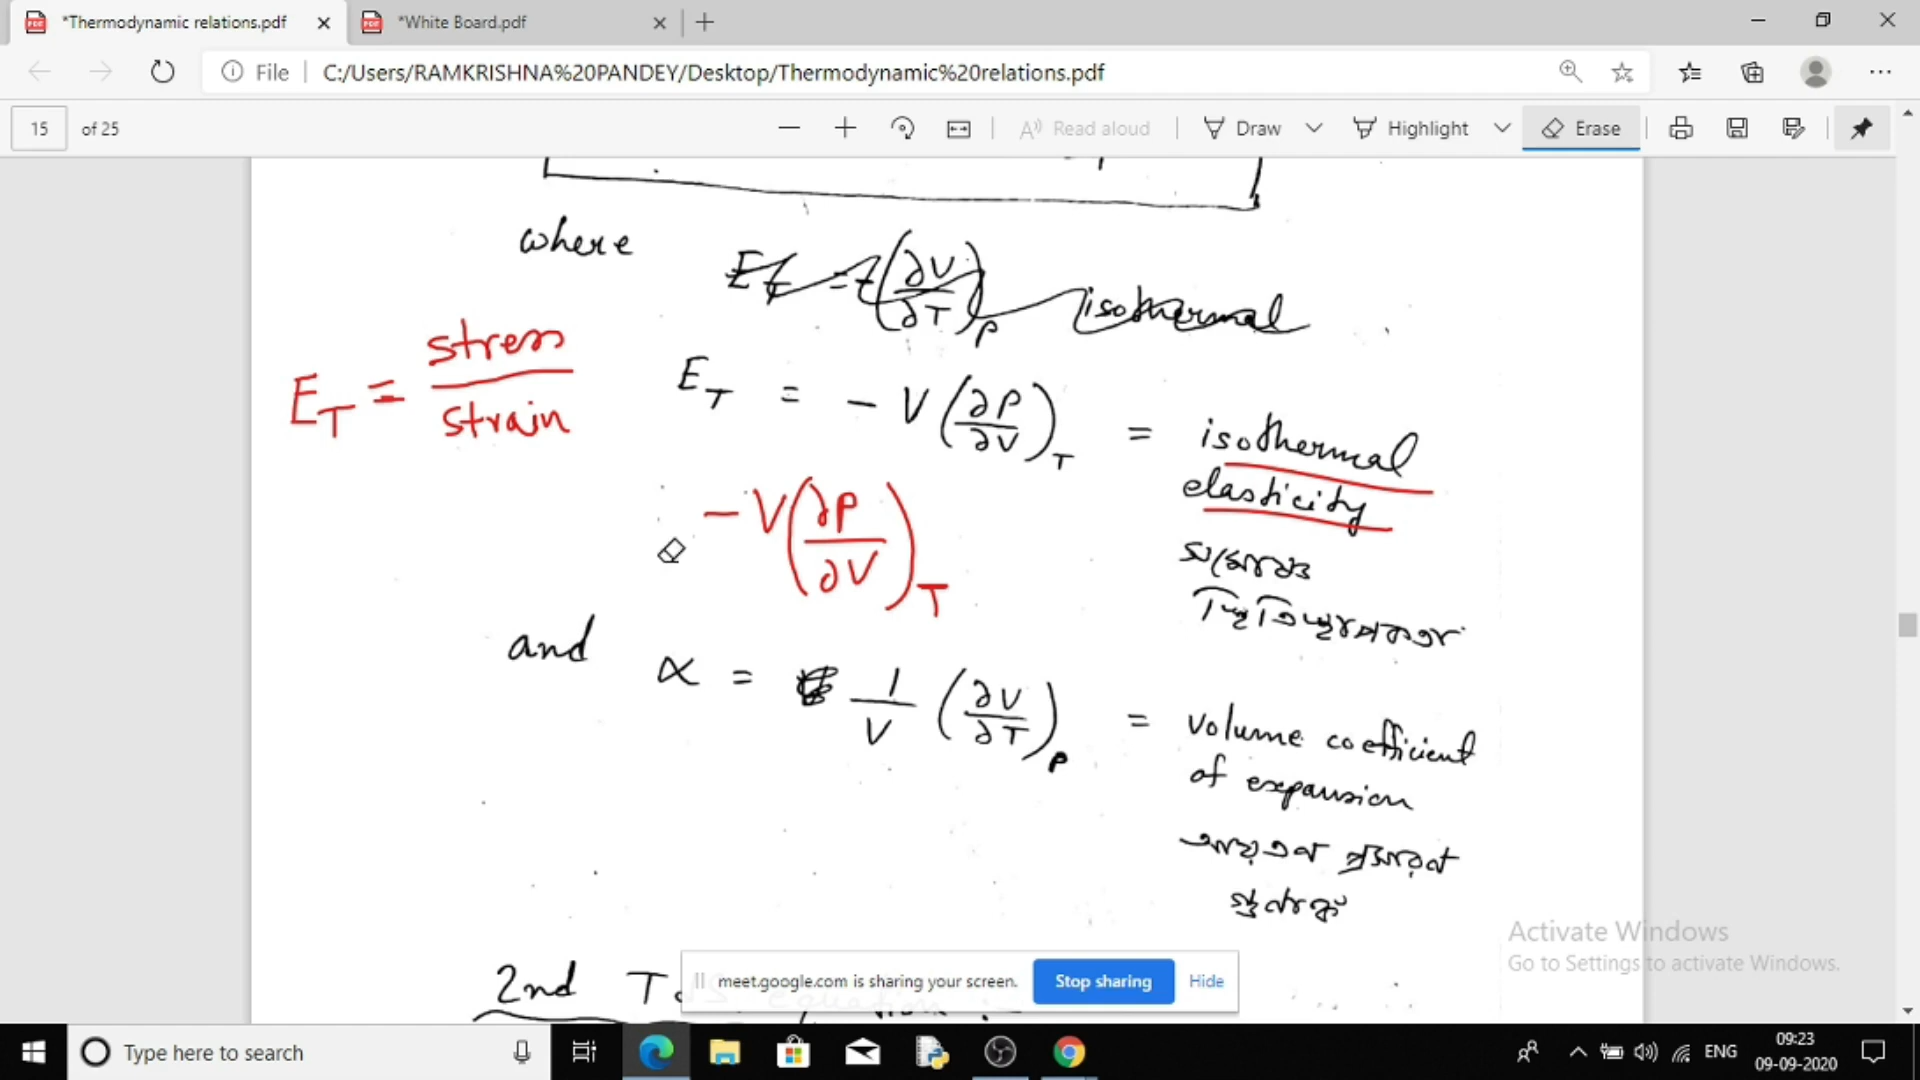 *Thermodynamic relations.pdf
*White Board.pdf
File
C:/Users/RAMKRISHNA%20PANDEY/Desktop/Thermodynamic%20relations.pdf
15 of 25
Read aloud
Draw
Highlight
Erase
where
E_T = (∂V/∂T)_P isothermal
E_T = stress/strain
E_T = - V (∂P/∂V)_T = isothermal
elasticity
- V (∂P/∂V)_T
and α = 1/V (∂V/∂T)_P = volume coefficient
of expansion
2nd T
equation :-
meet.google.com is sharing your screen.
Stop sharing
Hide
Activate Windows
Go to Settings to activate Windows.
Type here to search
ENG
09:23
09-09-2020